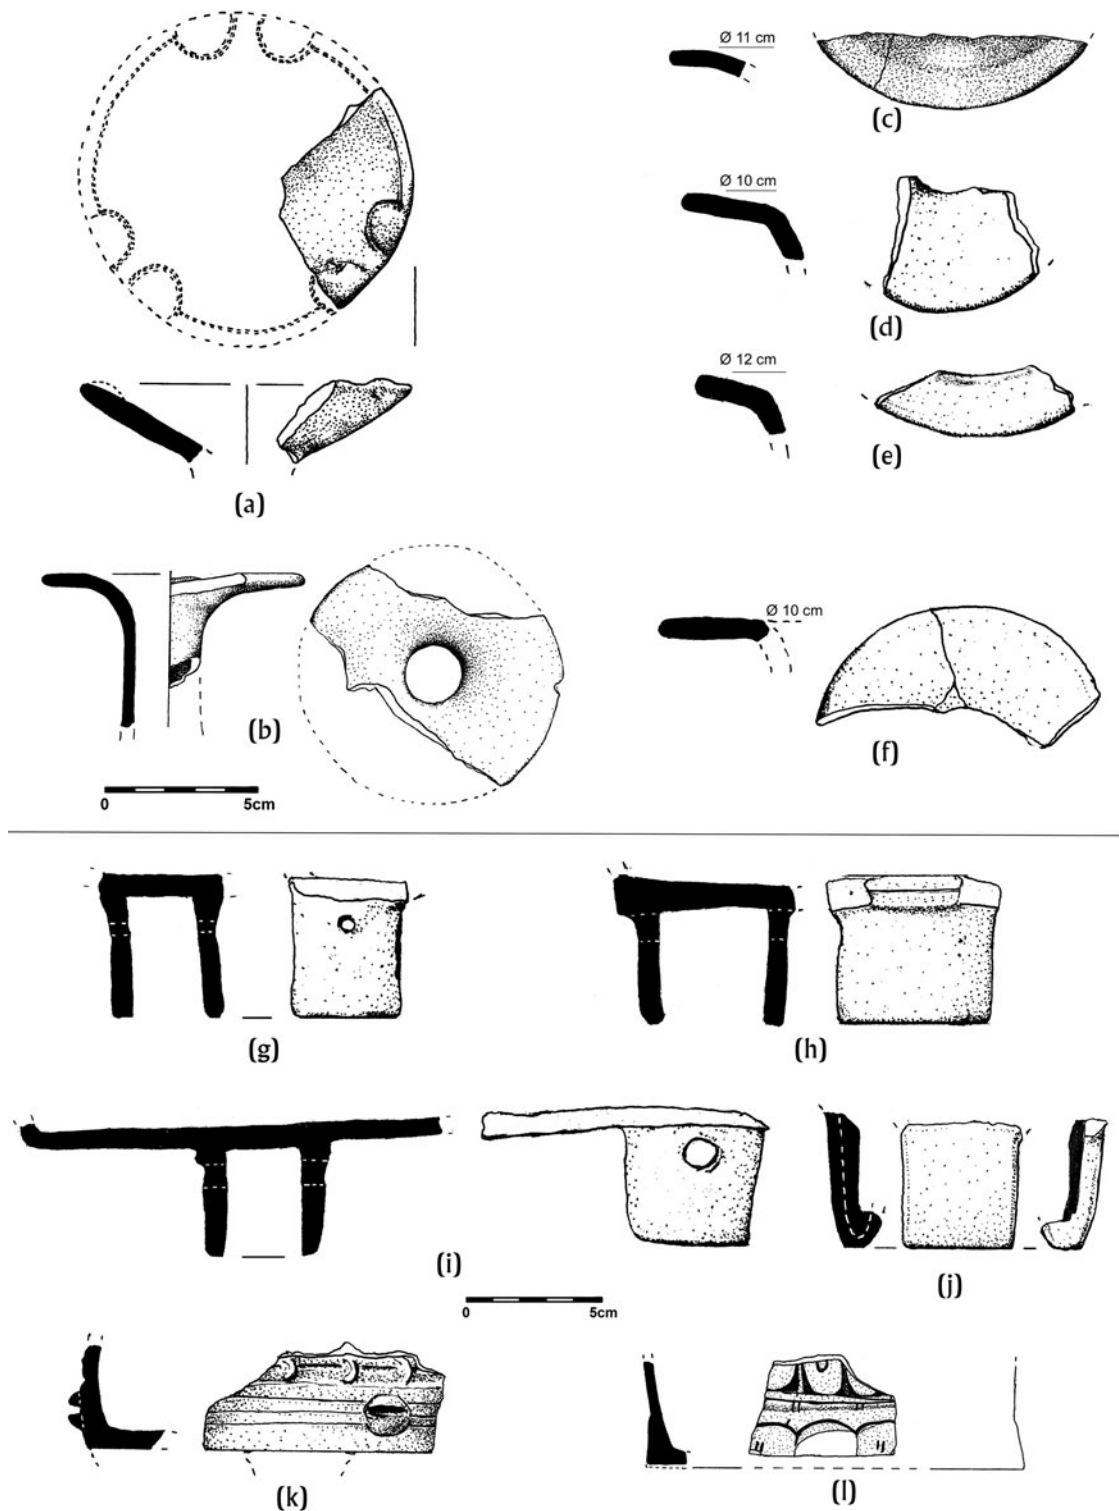 Ø 11 cm
(c)
Ø 10 cm
(d)
Ø 12 cm
(e)
(a)
(b)
Ø 10 cm
(f)
0 5cm
(g)
(h)
(i)
(j)
0 5cm
(k)
(l)